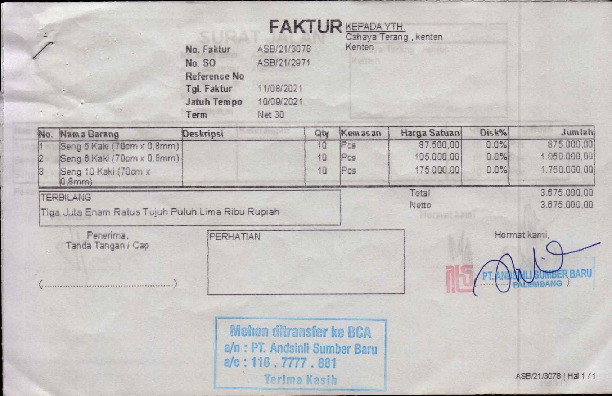 FAKTUR
KEPADA YTH.
Cahaya Terang , kenten
Kenten
No. Faktur ASB/21/3078
No. SO ASB/21/2971
Reference No
Tgl. Faktur 11/08/2021
Jatuh Tempo 10/09/2021
Term Net 30
No. Nama Barang Deskripsi Qty Kemasan Harga Satuan Disk% Jumlah
1 Seng 5 Kaki (70cm x 0,8mm) 10 Pcs 87.500,00 0.0% 875.000,00
2 Seng 6 Kaki (70cm x 0,8mm) 10 Pcs 105.000,00 0.0% 1.050.000,00
3 Seng 10 Kaki (70cm x 10 Pcs 175.000,00 0.0% 1.750.000,00
0,8mm)
TERBILANG
Tiga Juta Enam Ratus Tujuh Puluh Lima Ribu Rupiah
Total 3.675.000,00
Netto 3.675.000,00
Penerima,
Tanda Tangan / Cap
(............................................)
PERHATIAN
Hormat kami,
PT. ANDSINLI SUMBER BARU
PALEMBANG
Mohon ditransfer ke BCA
a/n : PT. Andsinli Sumber Baru
a/c : 116 . 7777 . 881
Terima Kasih
ASB/21/3078 | Hal 1 / 1